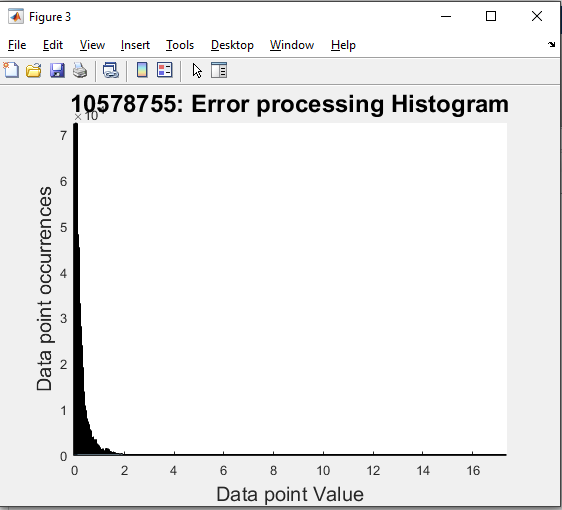 Figure 3
File Edit View Insert Tools Desktop Window Help
10578755: Error processing Histogram
×10
7
6
5
4
3
2
1
0
Data point occurrences
0 2 4 6 8 10 12 14 16
Data point Value